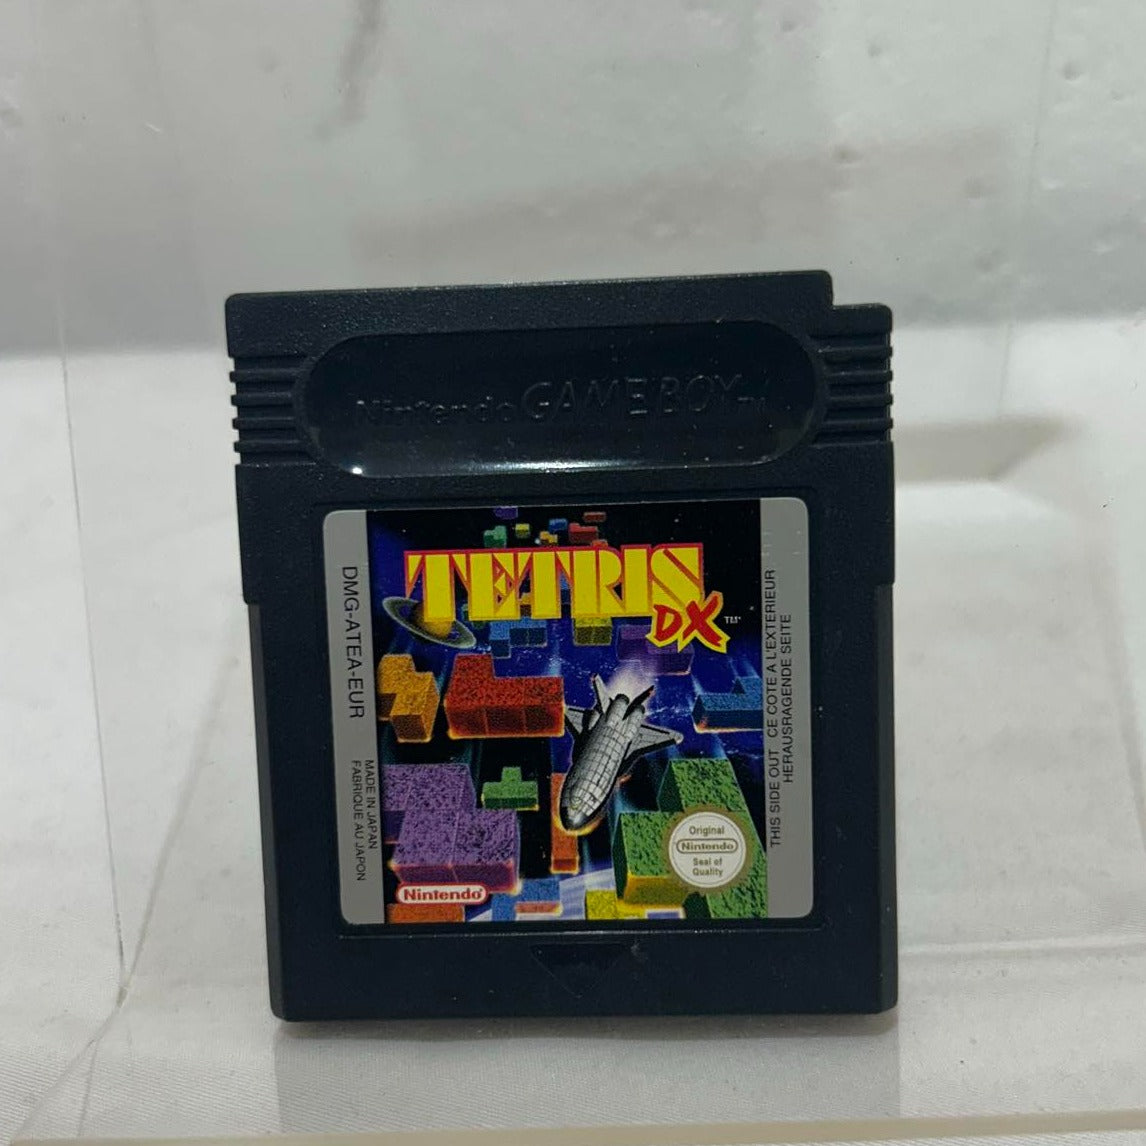 Nintendo GAME BOY TM
TETRIS
DX TM
DMG-ATEA-EUR
MADE IN JAPAN
FABRIQUE AU JAPON
THIS SIDE OUT CE COTE A L'EXTERIEUR
HERAUSRAGENDE SEITE
Original
Nintendo
Seal of
Quality
Nintendo